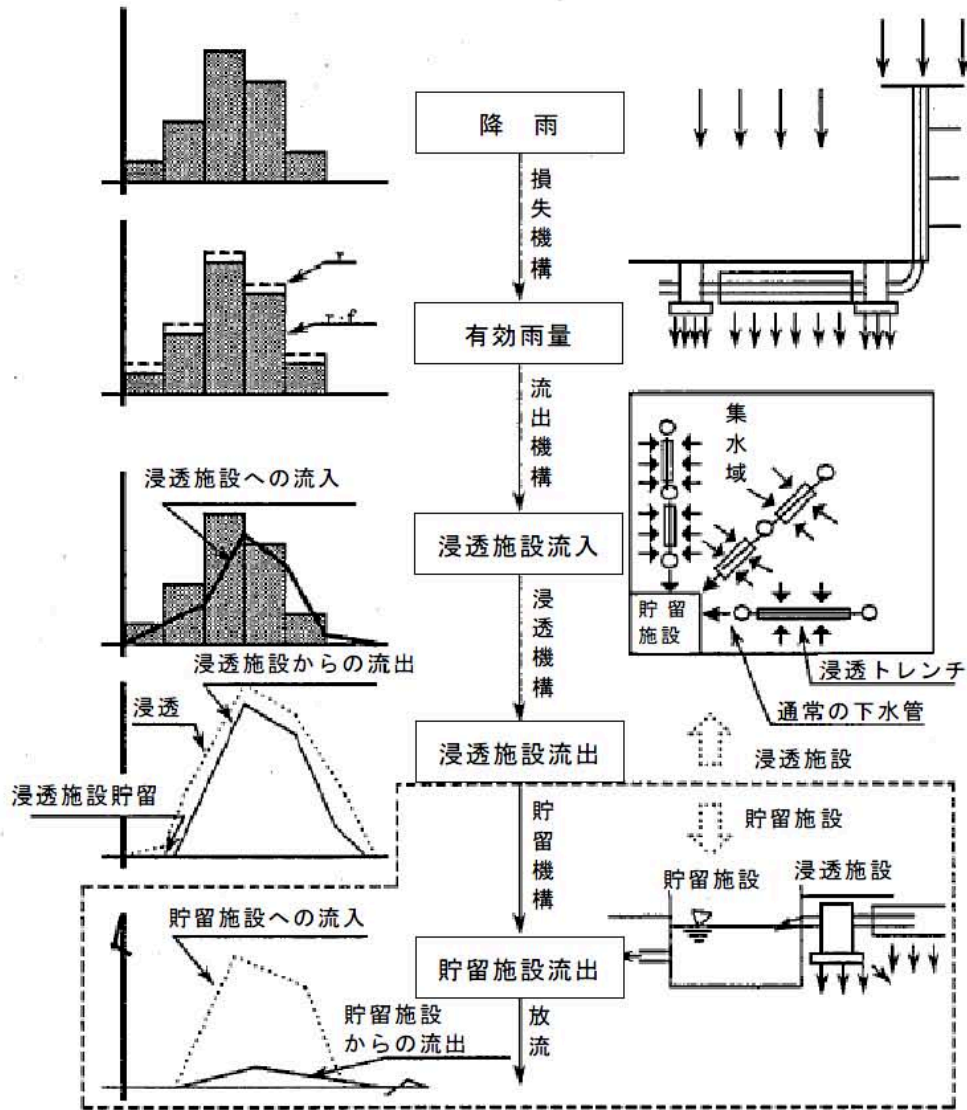 降 雨
損失機構
r
r-f
有効雨量
流出機構
集水域
浸透施設への流入
浸透施設流入
貯留
施設
浸透機構
浸透施設からの流出
浸透トレンチ
浸透
通常の下水管
浸透施設流出
浸透施設
浸透施設貯留
貯留機構
貯留施設
貯留施設
浸透施設
貯留施設への流入
貯留施設流出
貯留施設
からの流出
放流